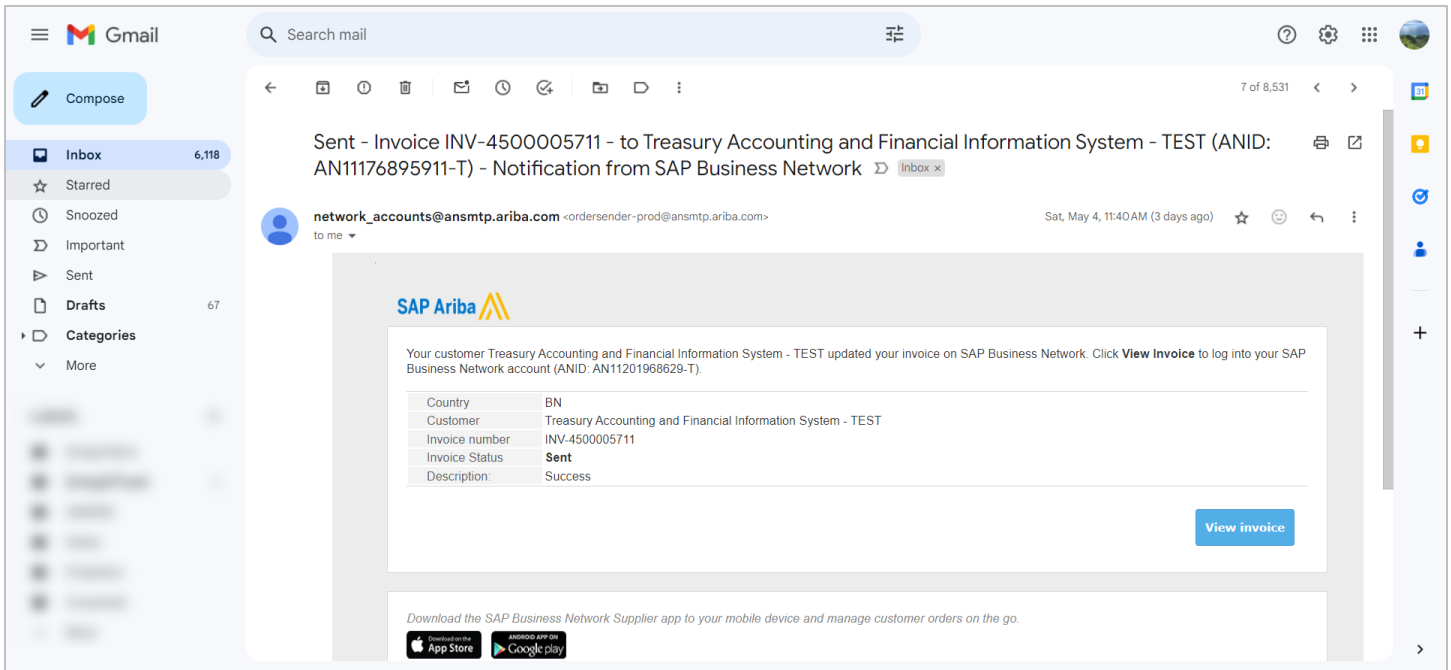 Gmail
Search mail
Compose
7 of 8,531
31
Inbox 6,118
Starred
Snoozed
Important
Sent
Drafts 67
Categories
More
Sent - Invoice INV-4500005711 - to Treasury Accounting and Financial Information System - TEST (ANID:
AN11176895911-T) - Notification from SAP Business Network Inbox x
network_accounts@ansmtp.ariba.com <ordersender-prod@ansmtp.ariba.com>
Sat, May 4, 11:40 AM (3 days ago)
to me
SAP Ariba
Your customer Treasury Accounting and Financial Information System - TEST updated your invoice on SAP Business Network. Click View Invoice to log into your SAP
Business Network account (ANID: AN11201968629-T).
Country BN
Customer Treasury Accounting and Financial Information System - TEST
Invoice number INV-4500005711
Invoice Status Sent
Description: Success
View invoice
Download the SAP Business Network Supplier app to your mobile device and manage customer orders on the go.
Download on the
App Store
ANDROID APP ON
Google play